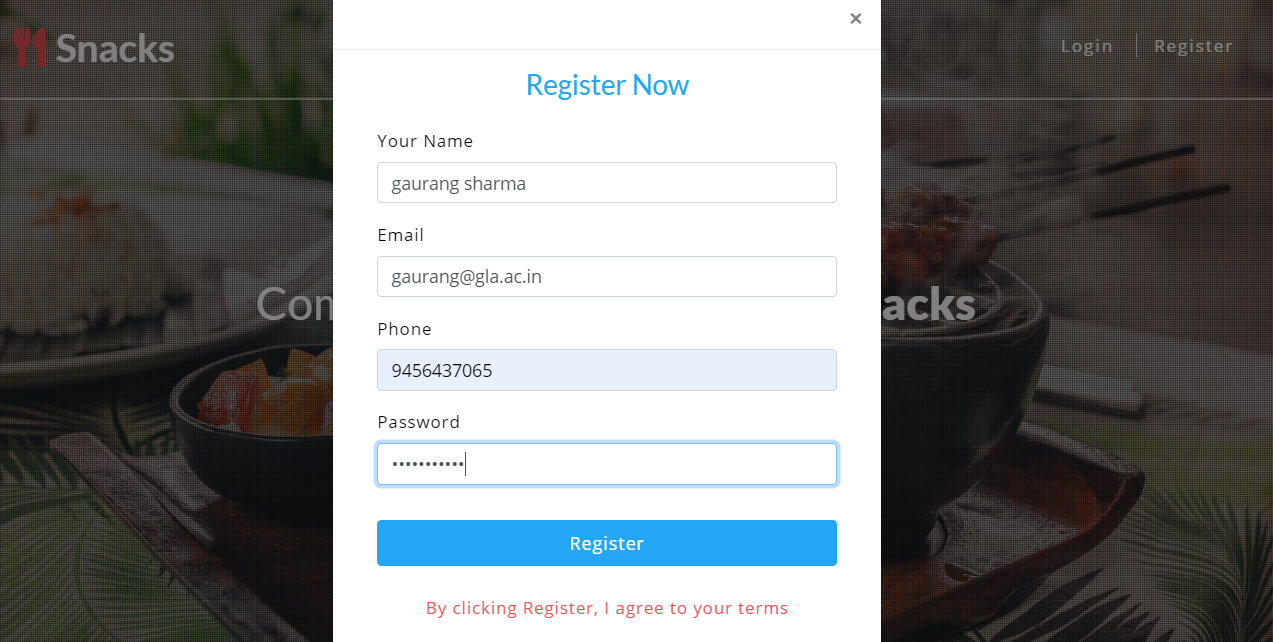 ×
Snacks
Login
Register
Register Now
Your Name
gaurang sharma
Email
gaurang@gla.ac.in
Com
acks
Phone
9456437065
Password
•••••••••••
Register
By clicking Register, I agree to your terms